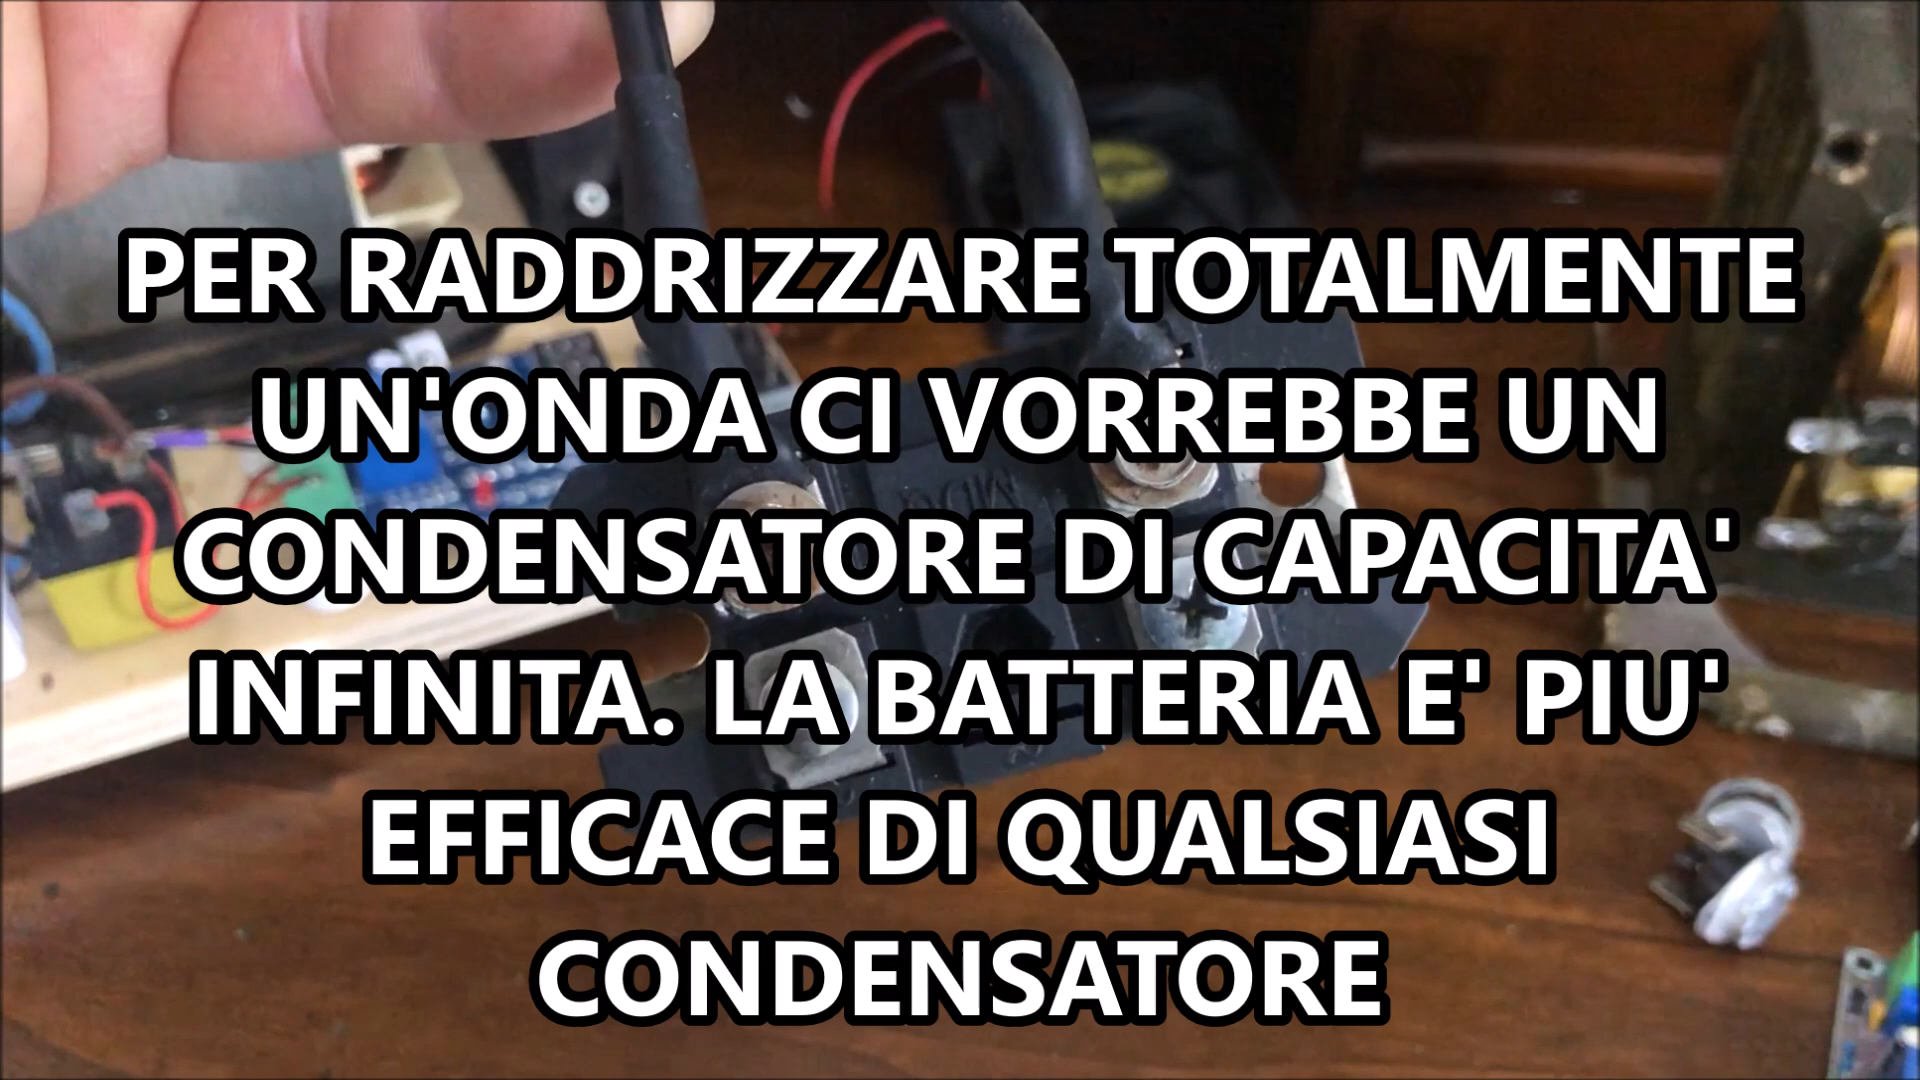 PER RADDRIZZARE TOTALMENTE
UN'ONDA CI VORREBBE UN
CONDENSATORE DI CAPACITA'
INFINITA. LA BATTERIA E' PIU'
EFFICACE DI QUALSIASI
CONDENSATORE